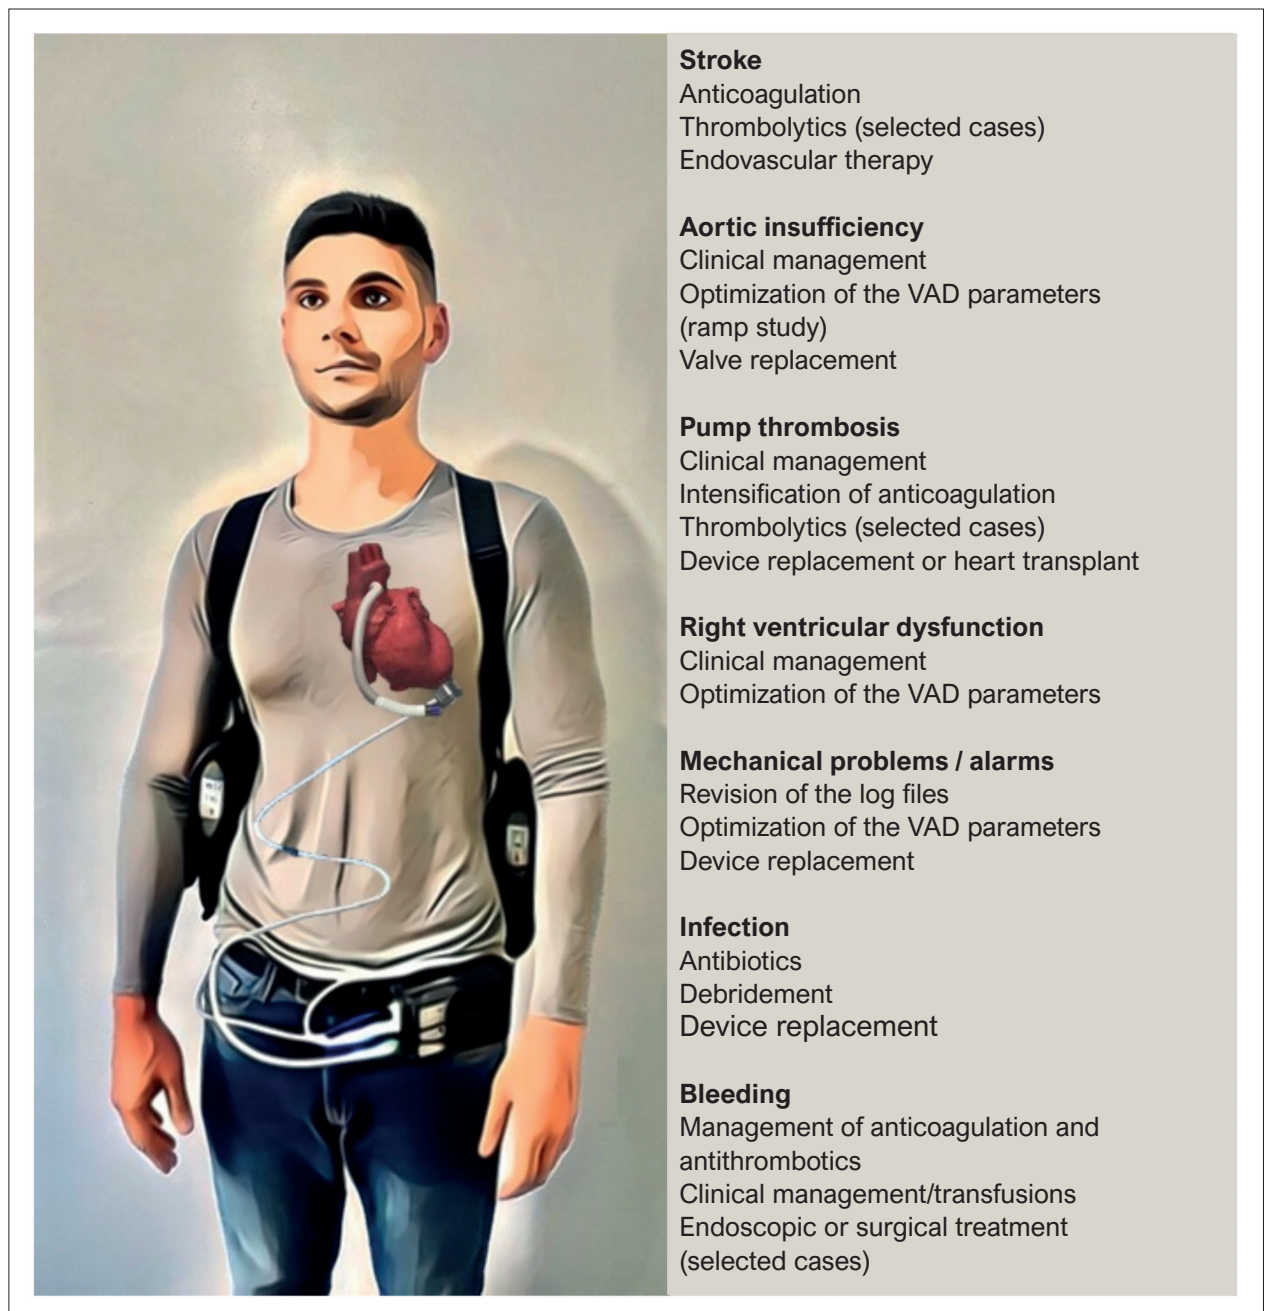 Stroke
Anticoagulation
Thrombolytics (selected cases)
Endovascular therapy
Aortic insufficiency
Clinical management
Optimization of the VAD parameters
(ramp study)
Valve replacement
Pump thrombosis
Clinical management
Intensification of anticoagulation
Thrombolytics (selected cases)
Device replacement or heart transplant
Right ventricular dysfunction
Clinical management
Optimization of the VAD parameters
Mechanical problems / alarms
Revision of the log files
Optimization of the VAD parameters
Device replacement
Infection
Antibiotics
Debridement
Device replacement
Bleeding
Management of anticoagulation and
antithrombotics
Clinical management/transfusions
Endoscopic or surgical treatment
(selected cases)